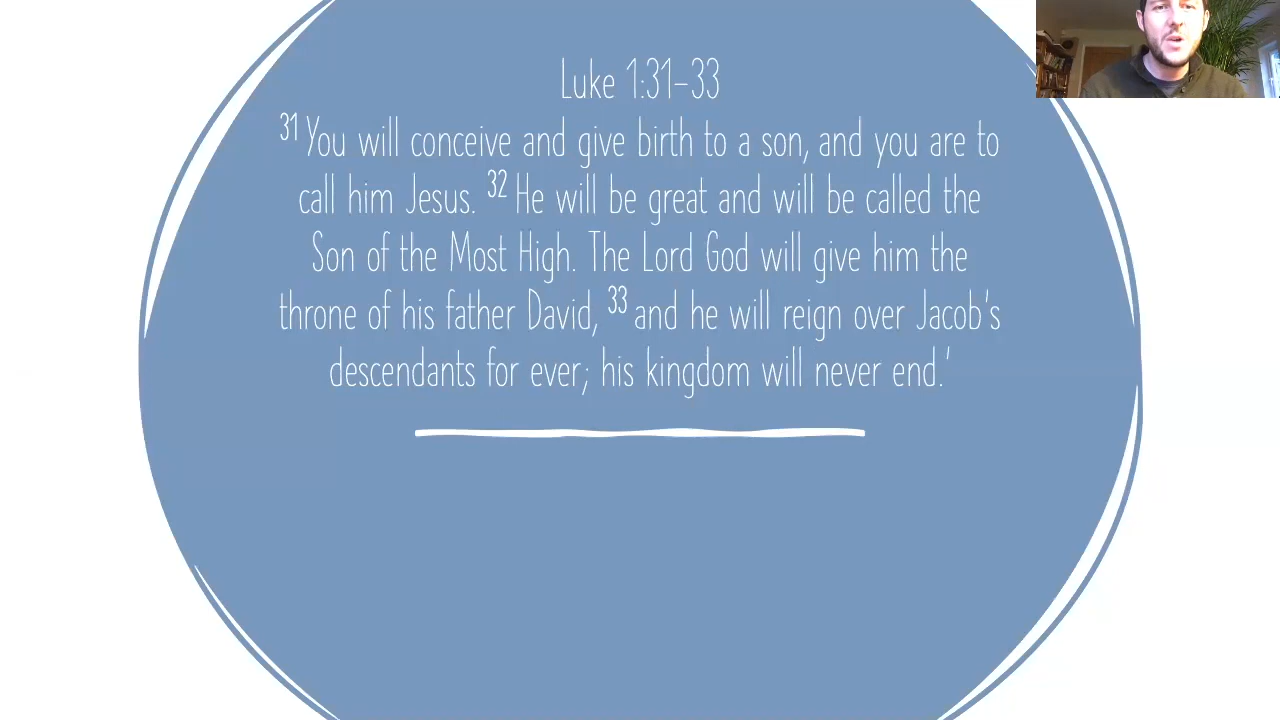 Luke 1:31–33
31 You will conceive and give birth to a son, and you are to
call him Jesus. 32 He will be great and will be called the
Son of the Most High. The Lord God will give him the
throne of his father David, 33 and he will reign over Jacob’s
descendants for ever; his kingdom will never end.’